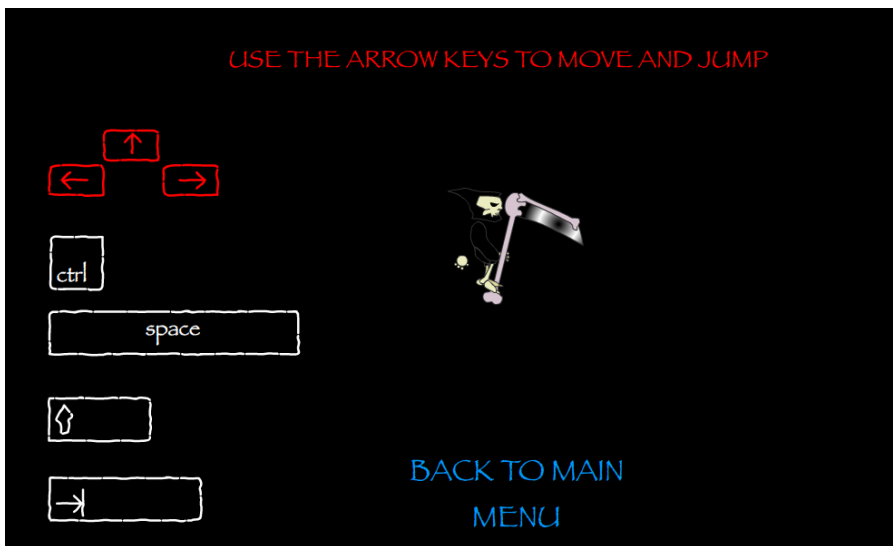 USE THE ARROW KEYS TO MOVE AND JUMP
↑
← →
ctrl
space
BACK TO MAIN
MENU